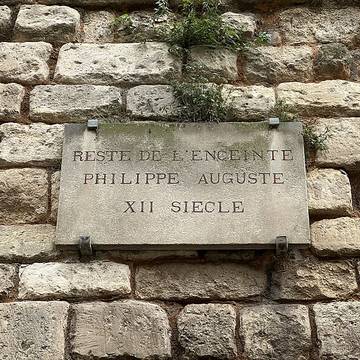 RESTE DE L'ENCEINTE
PHILIPPE AUGUSTE
XII SIECLE